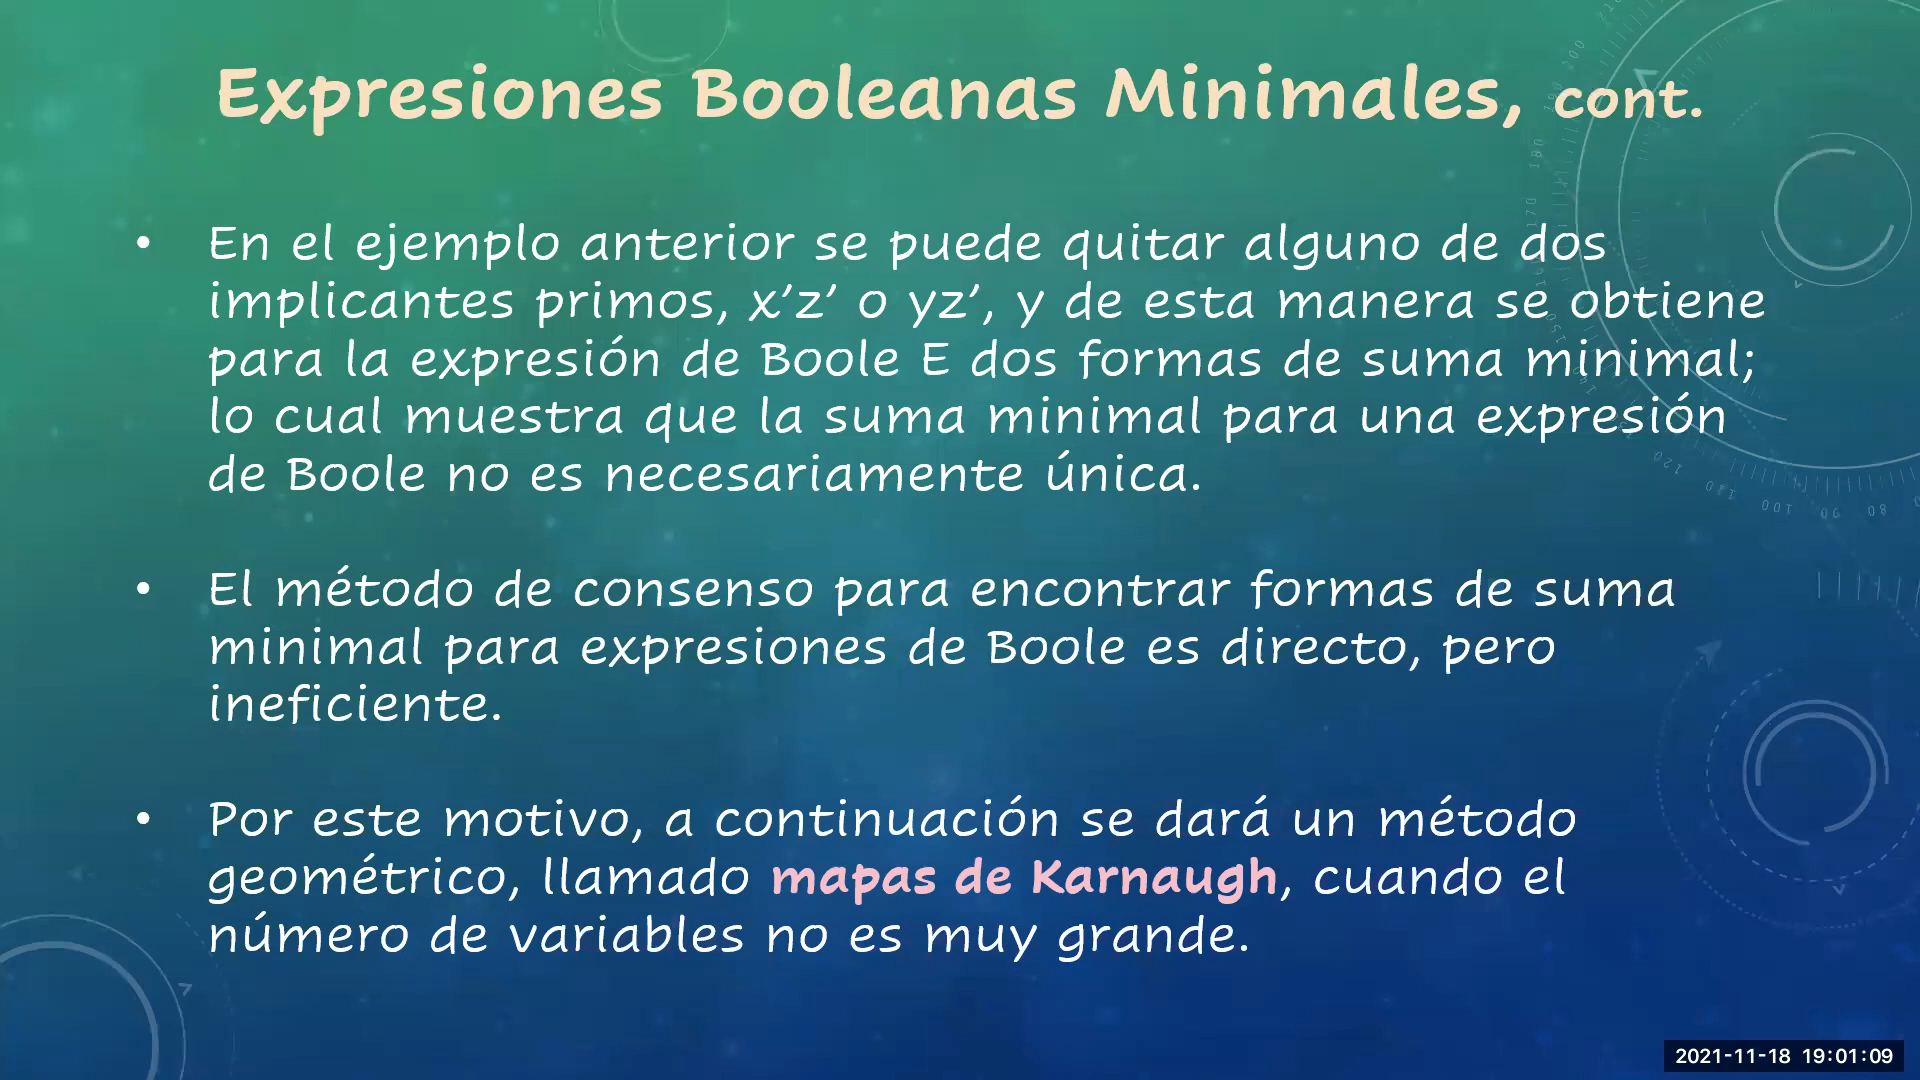 Expresiones Booleanas Minimales, cont.
• En el ejemplo anterior se puede quitar alguno de dos
implicantes primos, x’z’ o yz’, y de esta manera se obtiene
para la expresión de Boole E dos formas de suma minimal;
lo cual muestra que la suma minimal para una expresión
de Boole no es necesariamente única.
• El método de consenso para encontrar formas de suma
minimal para expresiones de Boole es directo, pero
ineficiente.
• Por este motivo, a continuación se dará un método
geométrico, llamado mapas de Karnaugh, cuando el
número de variables no es muy grande.
2021-11-18 19:01:09